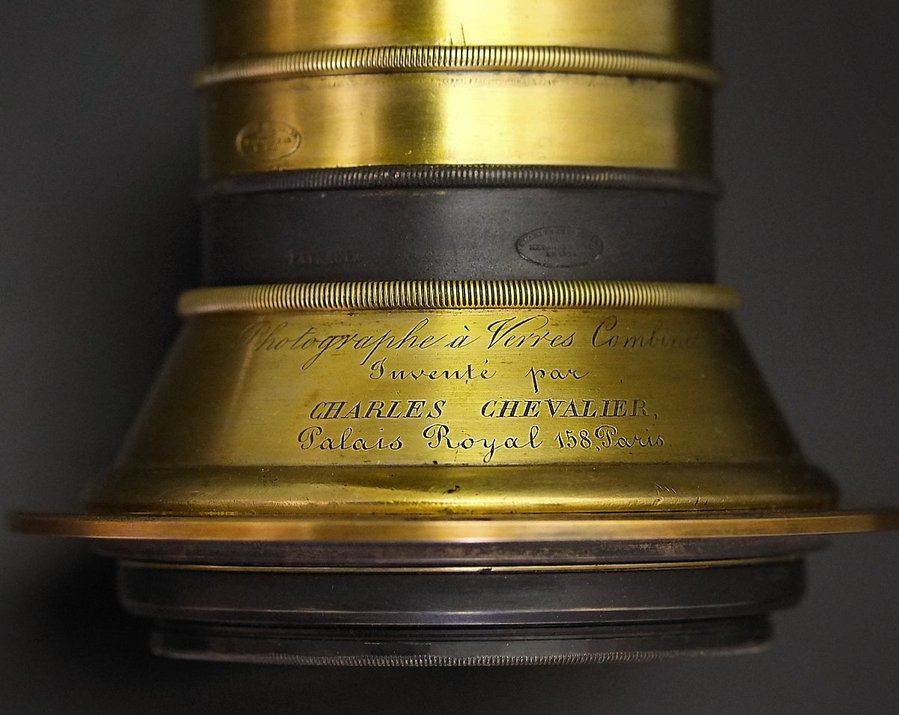 Photographe à Verres Combiné
Inventé par
CHARLES CHEVALIER,
Palais Royal 158, Paris.